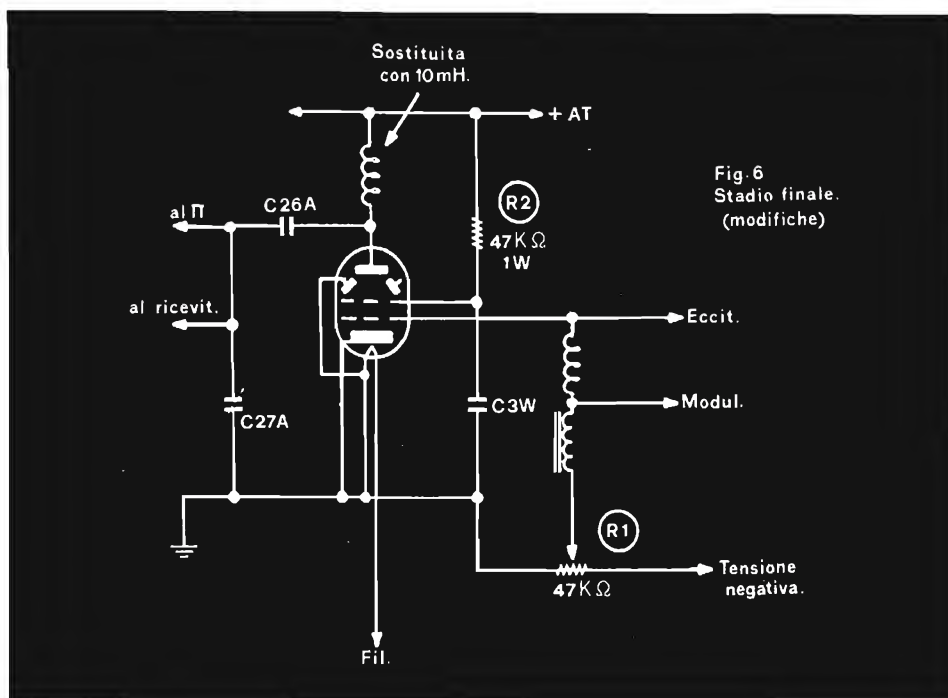 Sostituita
con 10mH.
+ AT
Fig. 6
Stadio finale.
(modifiche)
R2
47KΩ
1W
al Π
C26A
al ricevit.
Eccit.
Modul.
C27A
C3W
R1
47KΩ
Tensione
negativa.
Fil.